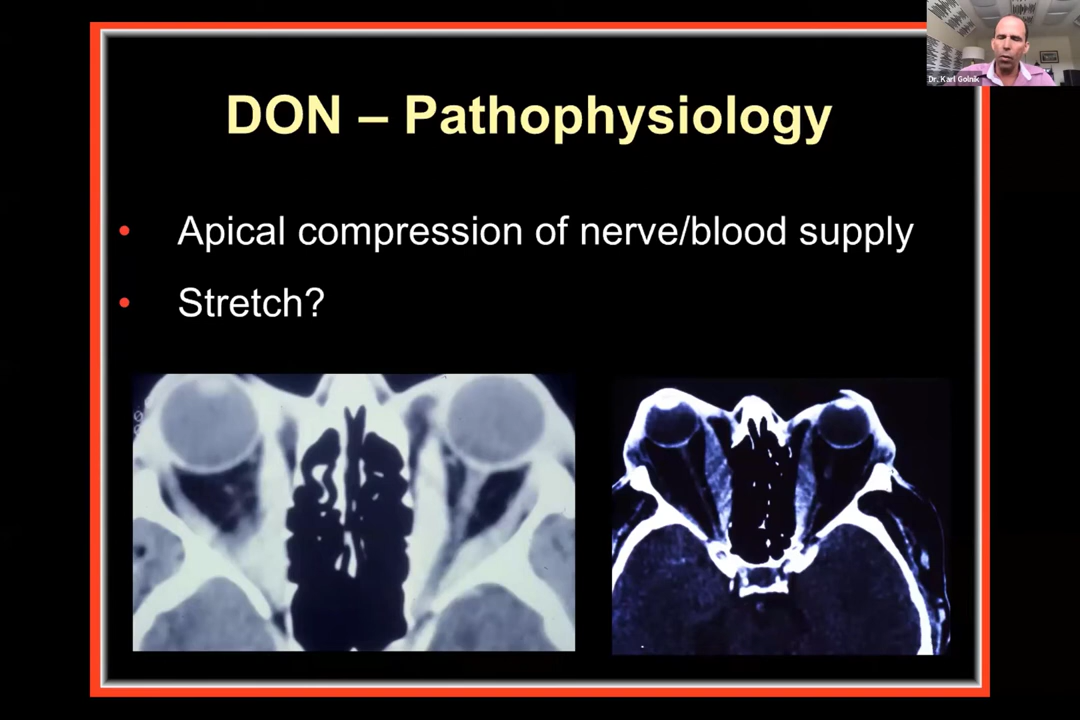 DON – Pathophysiology
• Apical compression of nerve/blood supply
• Stretch?
Dr. Karl Golnik